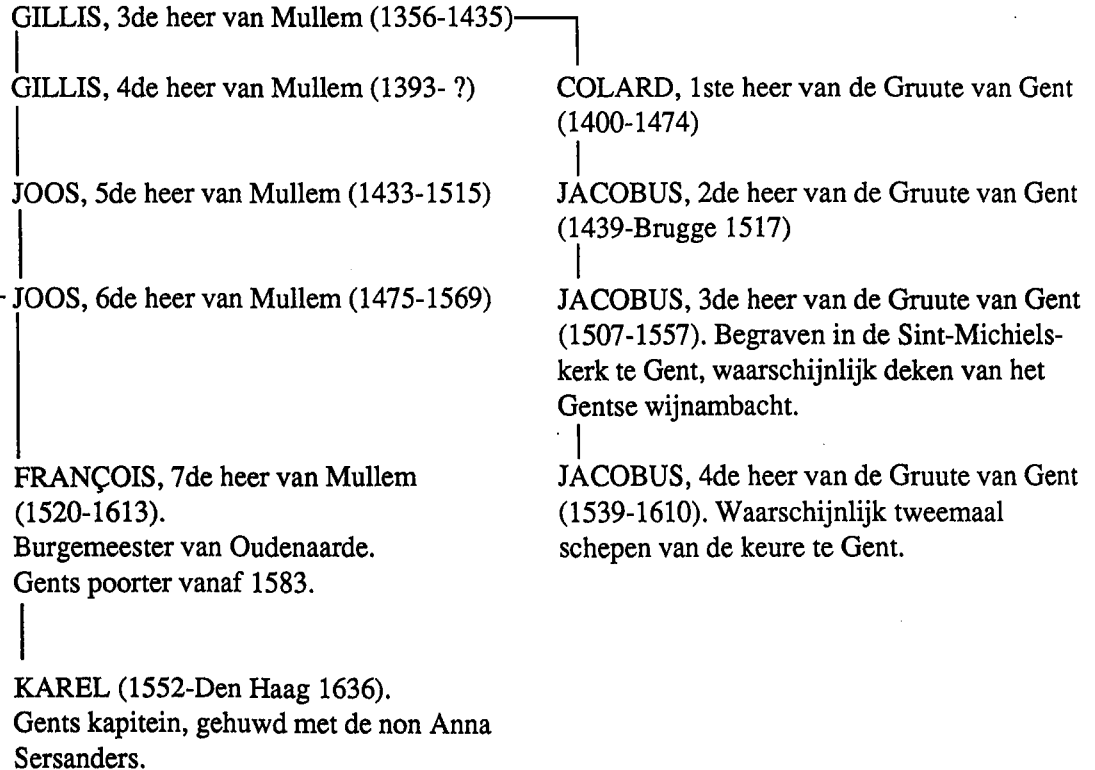 GILLIS, 3de heer van Mullem (1356-1435)
GILLIS, 4de heer van Mullem (1393- ?)
JOOS, 5de heer van Mullem (1433-1515)
JOOS, 6de heer van Mullem (1475-1569)
FRANÇOIS, 7de heer van Mullem
(1520-1613).
Burgemeester van Oudenaarde.
Gents poorter vanaf 1583.
KAREL (1552-Den Haag 1636).
Gents kapitein, gehuwd met de non Anna
Sersanders.
COLARD, 1ste heer van de Gruute van Gent
(1400-1474)
JACOBUS, 2de heer van de Gruute van Gent
(1439-Brugge 1517)
JACOBUS, 3de heer van de Gruute van Gent
(1507-1557). Begraven in de Sint-Michiels-
kerk te Gent, waarschijnlijk deken van het
Gentse wijnambacht.
JACOBUS, 4de heer van de Gruute van Gent
(1539-1610). Waarschijnlijk tweemaal
schepen van de keure te Gent.